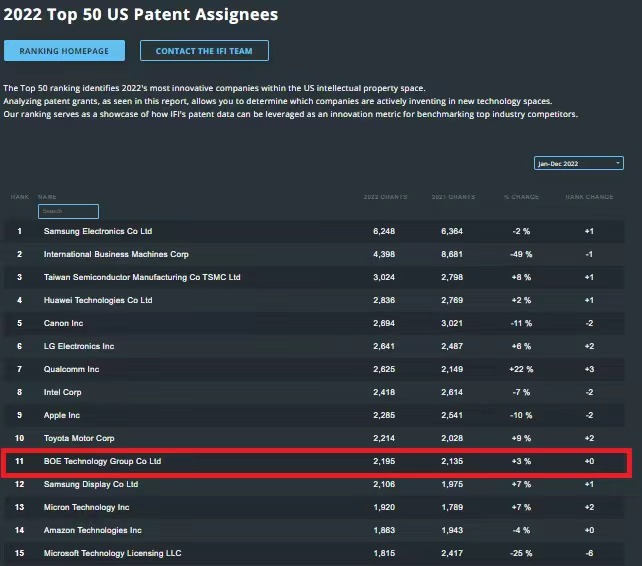 2022 Top 50 US Patent Assignees
RANKING HOMEPAGE CONTACT THE IFI TEAM
The Top 50 ranking identifies 2022's most innovative companies within the US intellectual property space.
Analyzing patent grants, as seen in this report, allows you to determine which companies are actively inventing in new technology spaces.
Our ranking serves as a showcase of how IFI's patent data can be leveraged as an innovation metric for benchmarking top industry competitors.
Jan-Dec 2022
RANK NAME 2022 GRANTS 2021 GRANTS % CHANGE RANK CHANGE
Search
1 Samsung Electronics Co Ltd 6,248 6,364 -2 % +1
2 International Business Machines Corp 4,398 8,681 -49 % -1
3 Taiwan Semiconductor Manufacturing Co TSMC Ltd 3,024 2,798 +8 % +1
4 Huawei Technologies Co Ltd 2,836 2,769 +2 % +1
5 Canon Inc 2,694 3,021 -11 % -2
6 LG Electronics Inc 2,641 2,487 +6 % +2
7 Qualcomm Inc 2,625 2,149 +22 % +3
8 Intel Corp 2,418 2,614 -7 % -2
9 Apple Inc 2,285 2,541 -10 % -2
10 Toyota Motor Corp 2,214 2,028 +9 % +2
11 BOE Technology Group Co Ltd 2,195 2,135 +3 % +0
12 Samsung Display Co Ltd 2,106 1,975 +7 % +1
13 Micron Technology Inc 1,920 1,789 +7 % +2
14 Amazon Technologies Inc 1,863 1,943 -4 % +0
15 Microsoft Technology Licensing LLC 1,815 2,417 -25 % -6